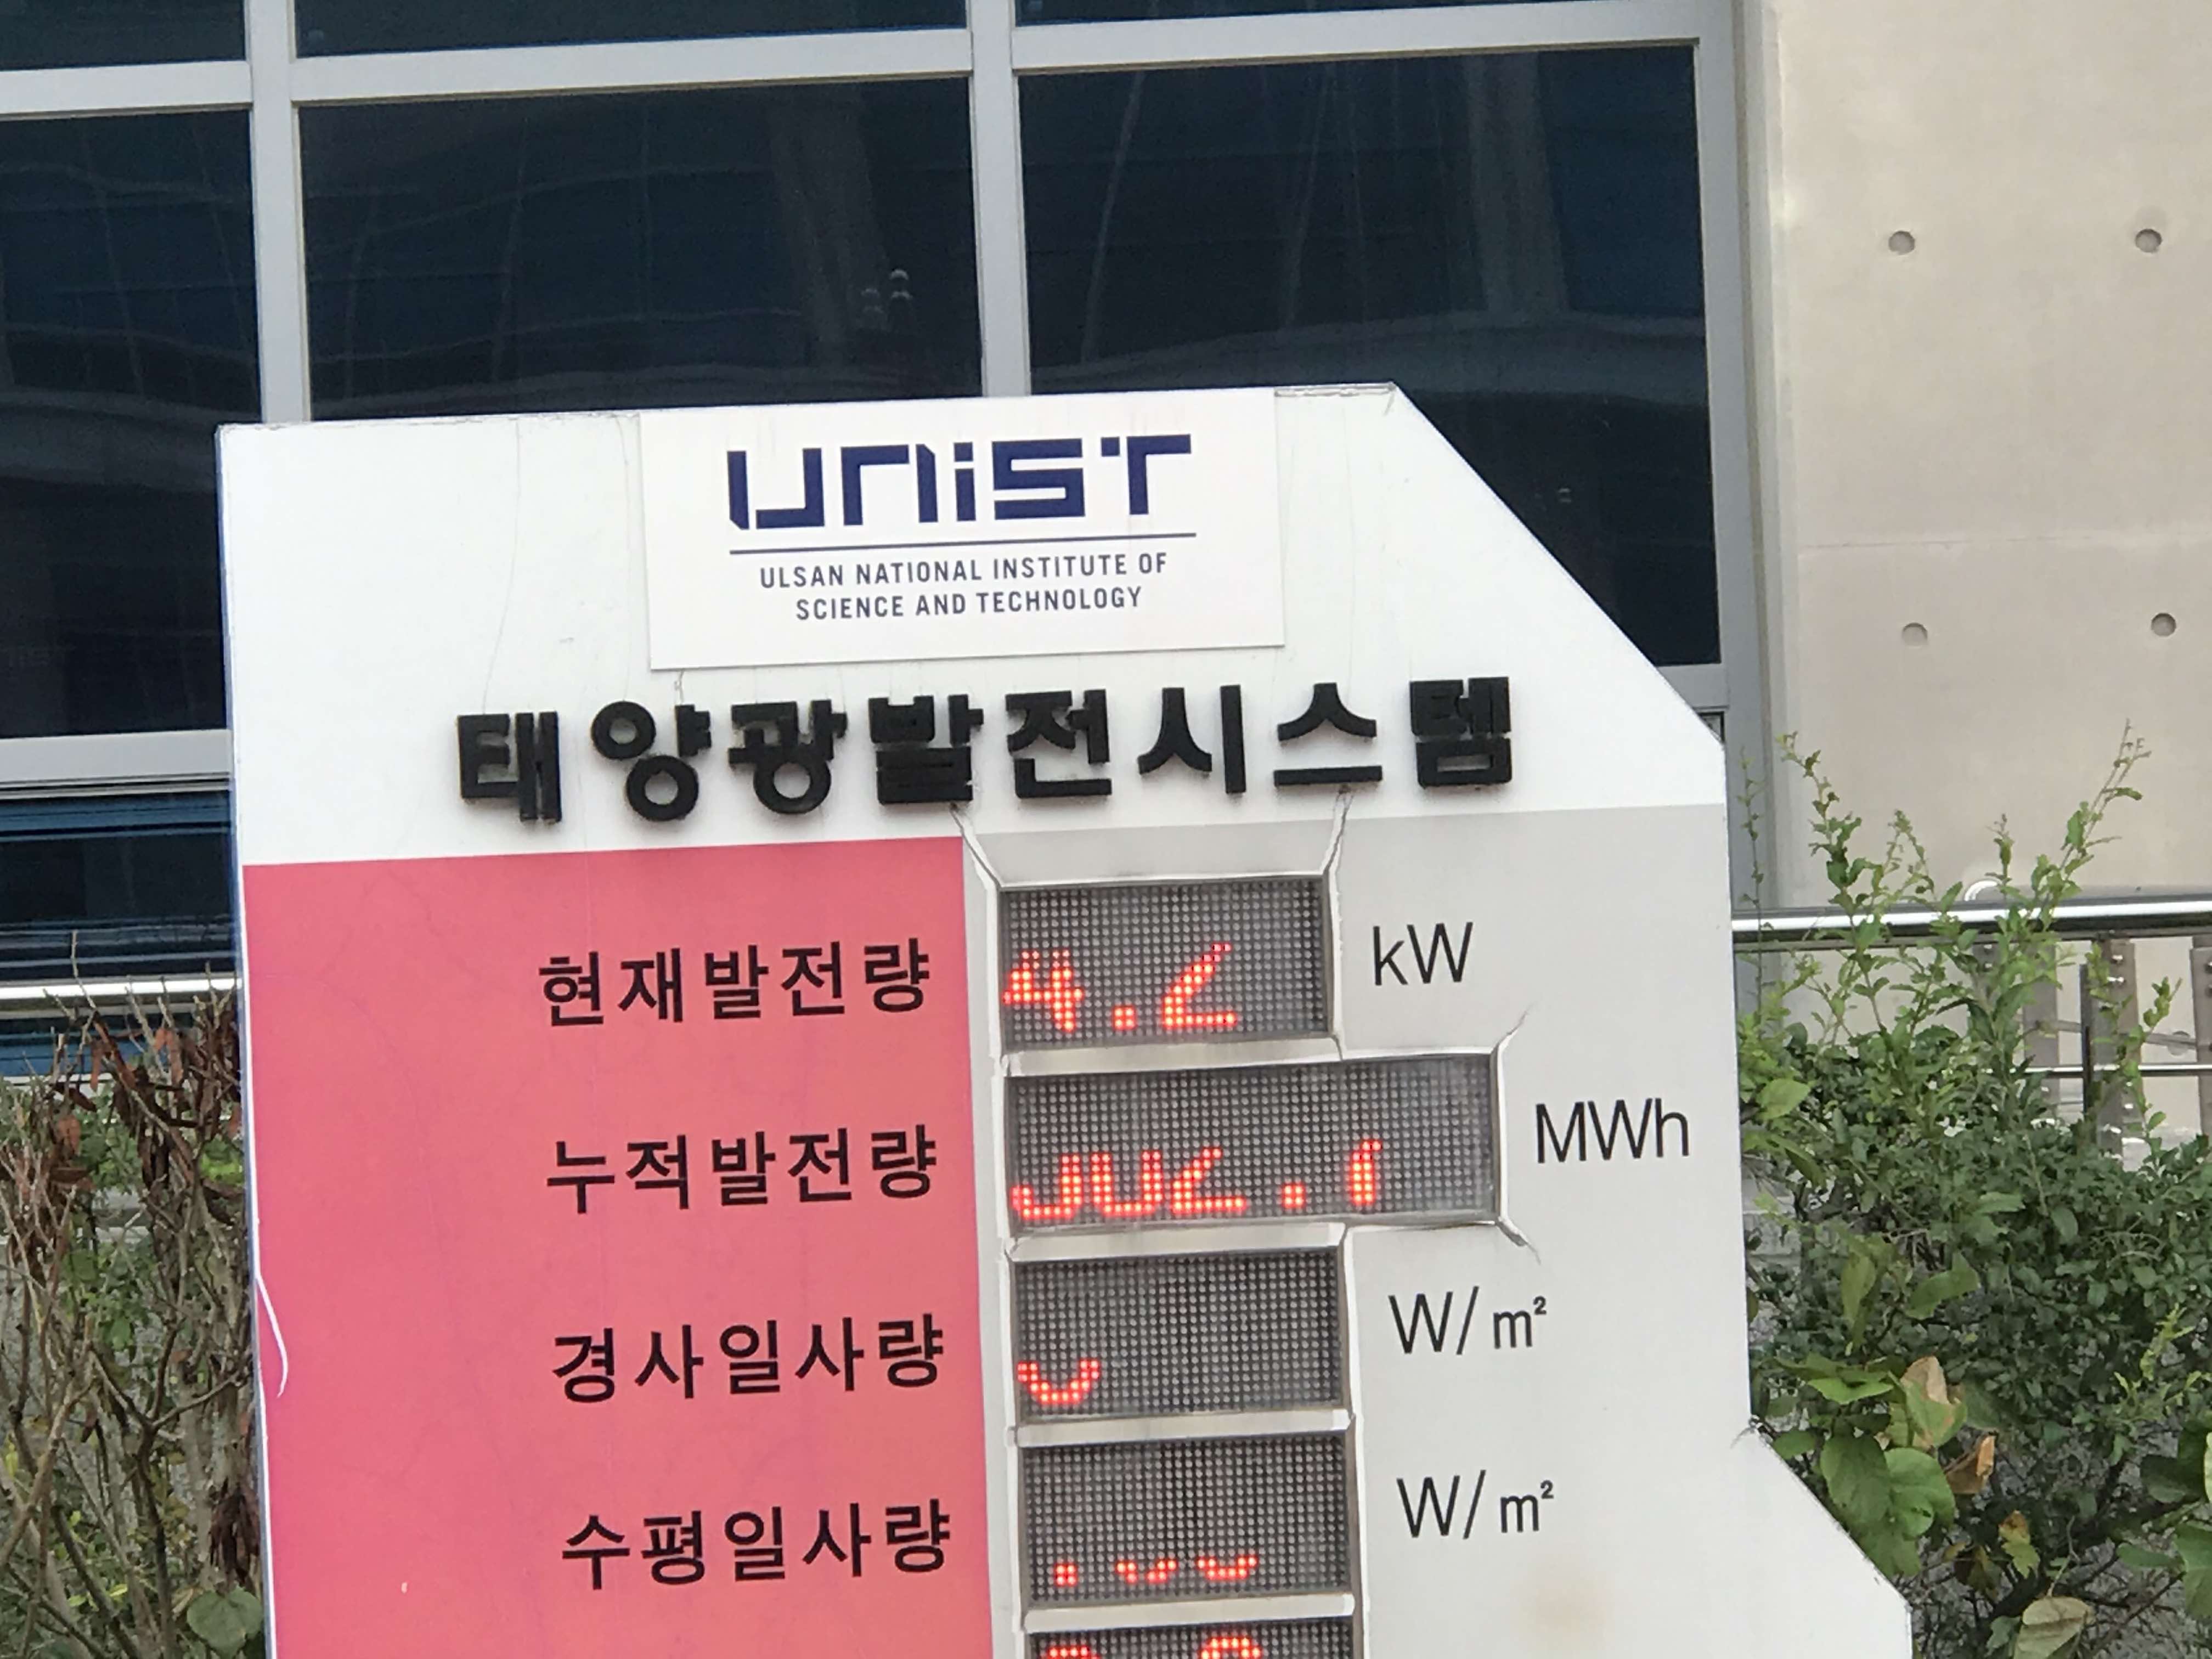 UNIST
ULSAN NATIONAL INSTITUTE OF
SCIENCE AND TECHNOLOGY
태양광발전시스템
현재발전량 4.2 kW
누적발전량 MWh
경사일사량 W/m²
수평일사량 W/m²